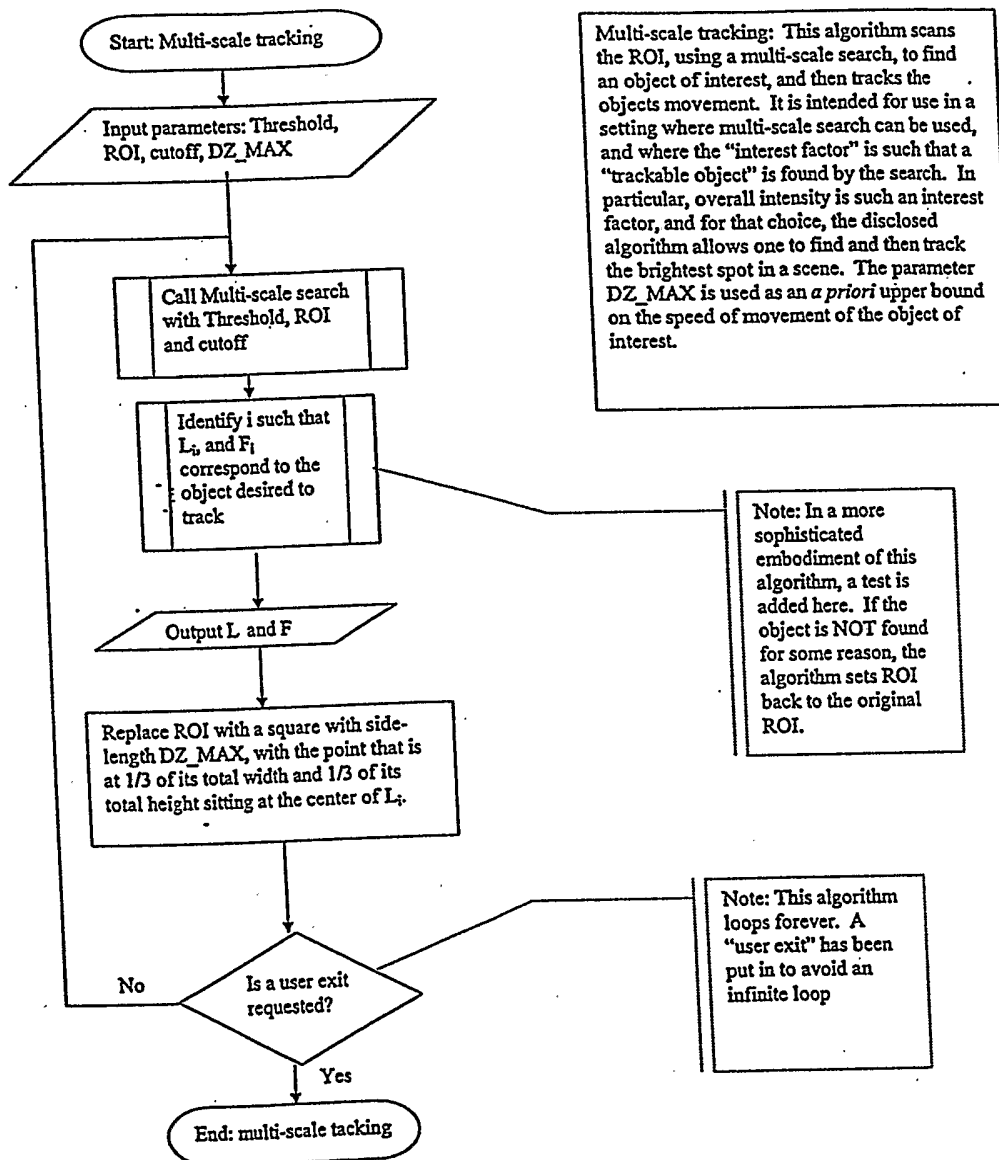 Start: Multi-scale tracking
Input parameters: Threshold,
ROI, cutoff, DZ_MAX
Call Multi-scale search
with Threshold, ROI
and cutoff
Identify i such that
Li, and Fi
correspond to the
object desired to
track
Output L and F
Replace ROI with a square with side-
length DZ_MAX, with the point that is
at 1/3 of its total width and 1/3 of its
total height sitting at the center of Li.
Is a user exit
requested?
No
Yes
End: multi-scale tacking
Multi-scale tracking: This algorithm scans
the ROI, using a multi-scale search, to find
an object of interest, and then tracks the
objects movement. It is intended for use in a
setting where multi-scale search can be used,
and where the “interest factor” is such that a
“trackable object” is found by the search. In
particular, overall intensity is such an interest
factor, and for that choice, the disclosed
algorithm allows one to find and then track
the brightest spot in a scene. The parameter
DZ_MAX is used as an a priori upper bound
on the speed of movement of the object of
interest.
Note: In a more
sophisticated
embodiment of this
algorithm, a test is
added here. If the
object is NOT found
for some reason, the
algorithm sets ROI
back to the original
ROI.
Note: This algorithm
loops forever. A
“user exit” has been
put in to avoid an
infinite loop